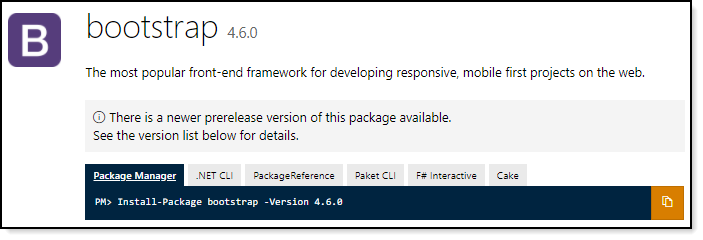 B
bootstrap 4.6.0
The most popular front-end framework for developing responsive, mobile first projects on the web.
There is a newer prerelease version of this package available.
See the version list below for details.
Package Manager .NET CLI PackageReference Paket CLI F# Interactive Cake
PM> Install-Package bootstrap -Version 4.6.0